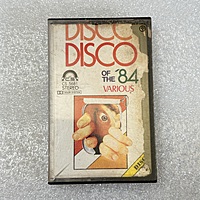 DISCO
DISCO
OF THE '84
VARIOUS
STEREO